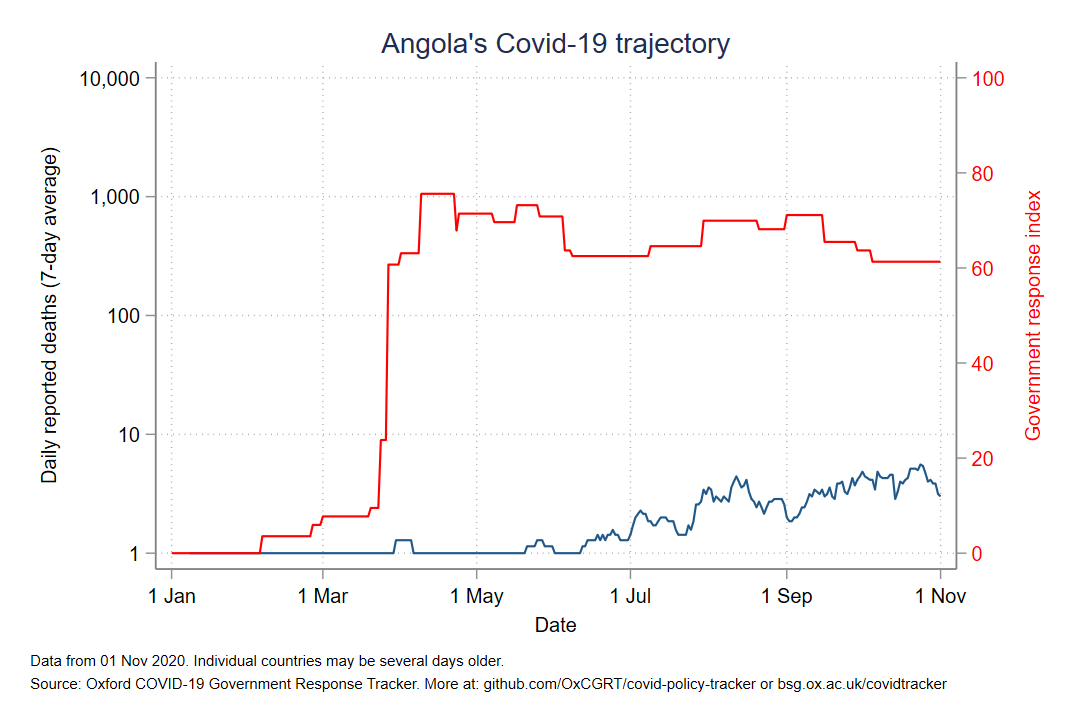 Angola's Covid-19 trajectory
Daily reported deaths (7-day average)
10,000
1,000
100
10
1
100
80
60
40
20
0
Government response index
1 Jan
1 Mar
1 May
1 Jul
1 Sep
1 Nov
Date
Data from 01 Nov 2020. Individual countries may be several days older.
Source: Oxford COVID-19 Government Response Tracker. More at: github.com/OxCGRT/covid-policy-tracker or bsg.ox.ac.uk/covidtracker